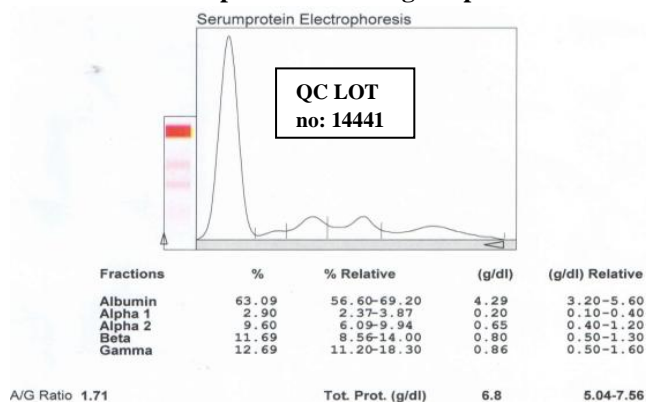 Serumprotein Electrophoresis
QC LOT
no: 14441
Fractions % % Relative (g/dl) (g/dl) Relative
Albumin 63.09 56.60-69.20 4.29 3.20-5.60
Alpha 1 2.90 2.37-3.87 0.20 0.10-0.40
Alpha 2 9.60 6.09-9.94 0.65 0.40-1.20
Beta 11.69 8.56-14.00 0.80 0.50-1.30
Gamma 12.69 11.20-18.30 0.86 0.50-1.60
A/G Ratio 1.71 Tot. Prot. (g/dl) 6.8 5.04-7.56